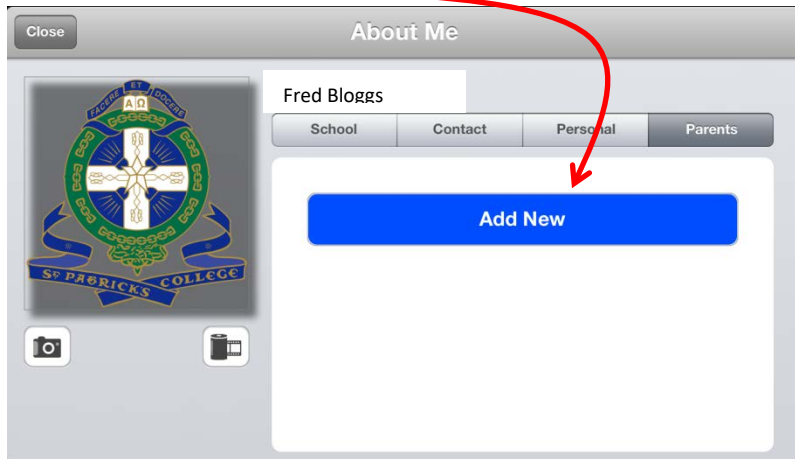 Close
About Me
FACERE ET DOCERE
Α Ω
Fred Bloggs
School Contact Personal Parents
Add New
ST PATRICKS COLLEGE